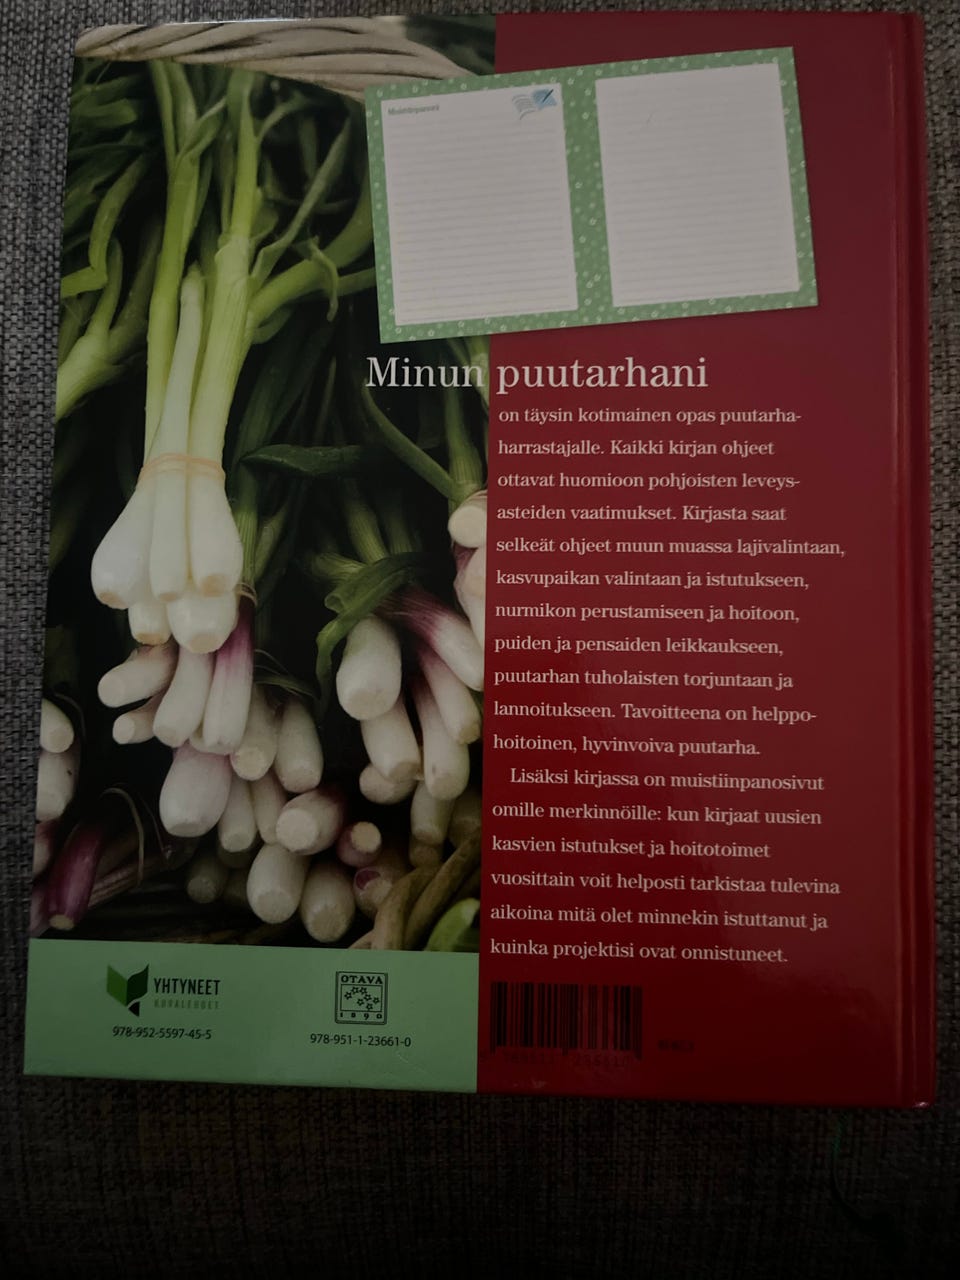 Muistiinpanoni
Minun puutarhani
on täysin kotimainen opas puutarha-
harrastajalle. Kaikki kirjan ohjeet
ottavat huomioon pohjoisten leveys-
asteiden vaatimukset. Kirjasta saat
selkeät ohjeet muun muassa lajivalintaan,
kasvupaikan valintaan ja istutukseen,
nurmikon perustamiseen ja hoitoon,
puiden ja pensaiden leikkaukseen,
puutarhan tuholaisten torjuntaan ja
lannoitukseen. Tavoitteena on helppo-
hoitoinen, hyvinvoiva puutarha.
Lisäksi kirjassa on muistiinpanosivut
omille merkinnöille: kun kirjaat uusien
kasvien istutukset ja hoitotoimet
vuosittain voit helposti tarkistaa tulevina
aikoina mitä olet minnekin istuttanut ja
kuinka projektisi ovat onnistuneet.
YHTYNEET
KUVALEHDET
978-952-5597-45-5
OTAVA
1890
978-951-1-23661-0